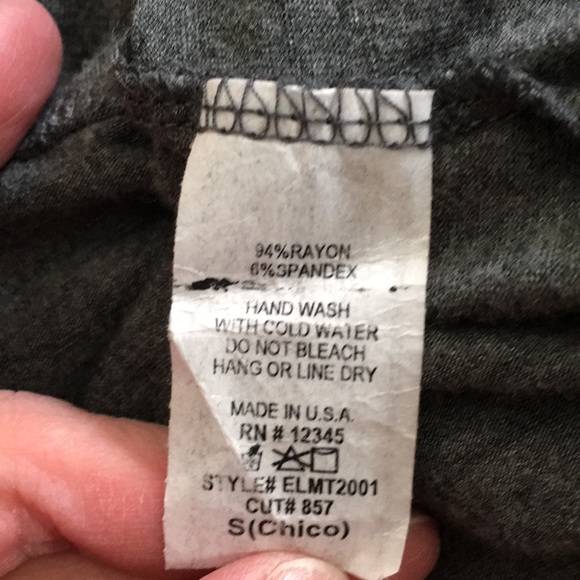 94%RAYON
6%SPANDEX
HAND WASH
WITH COLD WATER
DO NOT BLEACH
HANG OR LINE DRY
MADE IN U.S.A.
RN # 12345
STYLE# ELMT2001
CUT# 857
S(Chico)